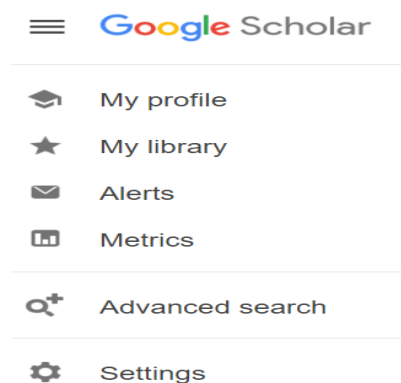 Google Scholar
My profile
My library
Alerts
Metrics
Advanced search
Settings